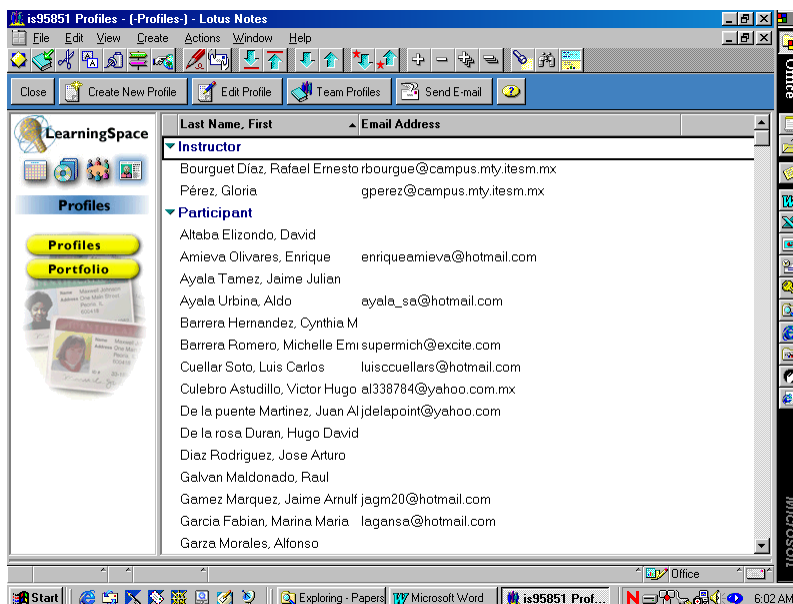 is95851 Profiles - (-Profiles-) - Lotus Notes
File Edit View Create Actions Window Help
Close Create New Profile Edit Profile Team Profiles Send E-mail
LearningSpace
Profiles
Profiles
Portfolio
Last Name, First Email Address
Instructor
Bourguet Díaz, Rafael Ernesto rbourgue@campus.mty.itesm.mx
Pérez, Gloria gperez@campus.mty.itesm.mx
Participant
Altaba Elizondo, David
Amieva Olivares, Enrique enriqueamieva@hotmail.com
Ayala Tamez, Jaime Julian
Ayala Urbina, Aldo ayala_sa@hotmail.com
Barrera Hernandez, Cynthia M
Barrera Romero, Michelle Emi supermich@excite.com
Cuellar Soto, Luis Carlos luisccuellars@hotmail.com
Culebro Astudillo, Victor Hugo al338784@yahoo.com.mx
De la puente Martinez, Juan Al jdelapoint@yahoo.com
De la rosa Duran, Hugo David
Diaz Rodriguez, Jose Arturo
Galvan Maldonado, Raul
Gamez Marquez, Jaime Arnulf jagm20@hotmail.com
Garcia Fabian, Marina Maria lagansa@hotmail.com
Garza Morales, Alfonso
Office
Office
Microsoft
Start Exploring - Papers Microsoft Word is95851 Prof... 6:02 AM